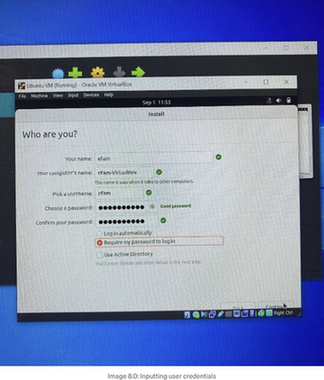 Ubuntu VM [Running] - Oracle VM VirtualBox
File Machine View Input Devices Help
Sep 1 11:53
Install
Who are you?
Your name: efam
Your computer's name: efam-VirtualBox
The name it uses when it talks to other computers.
Pick a username: efam
Choose a password: Good password
Confirm your password:
Log in automatically
Require my password to log in
Use Active Directory
Right Ctrl
Image 8.0: Inputting user credentials